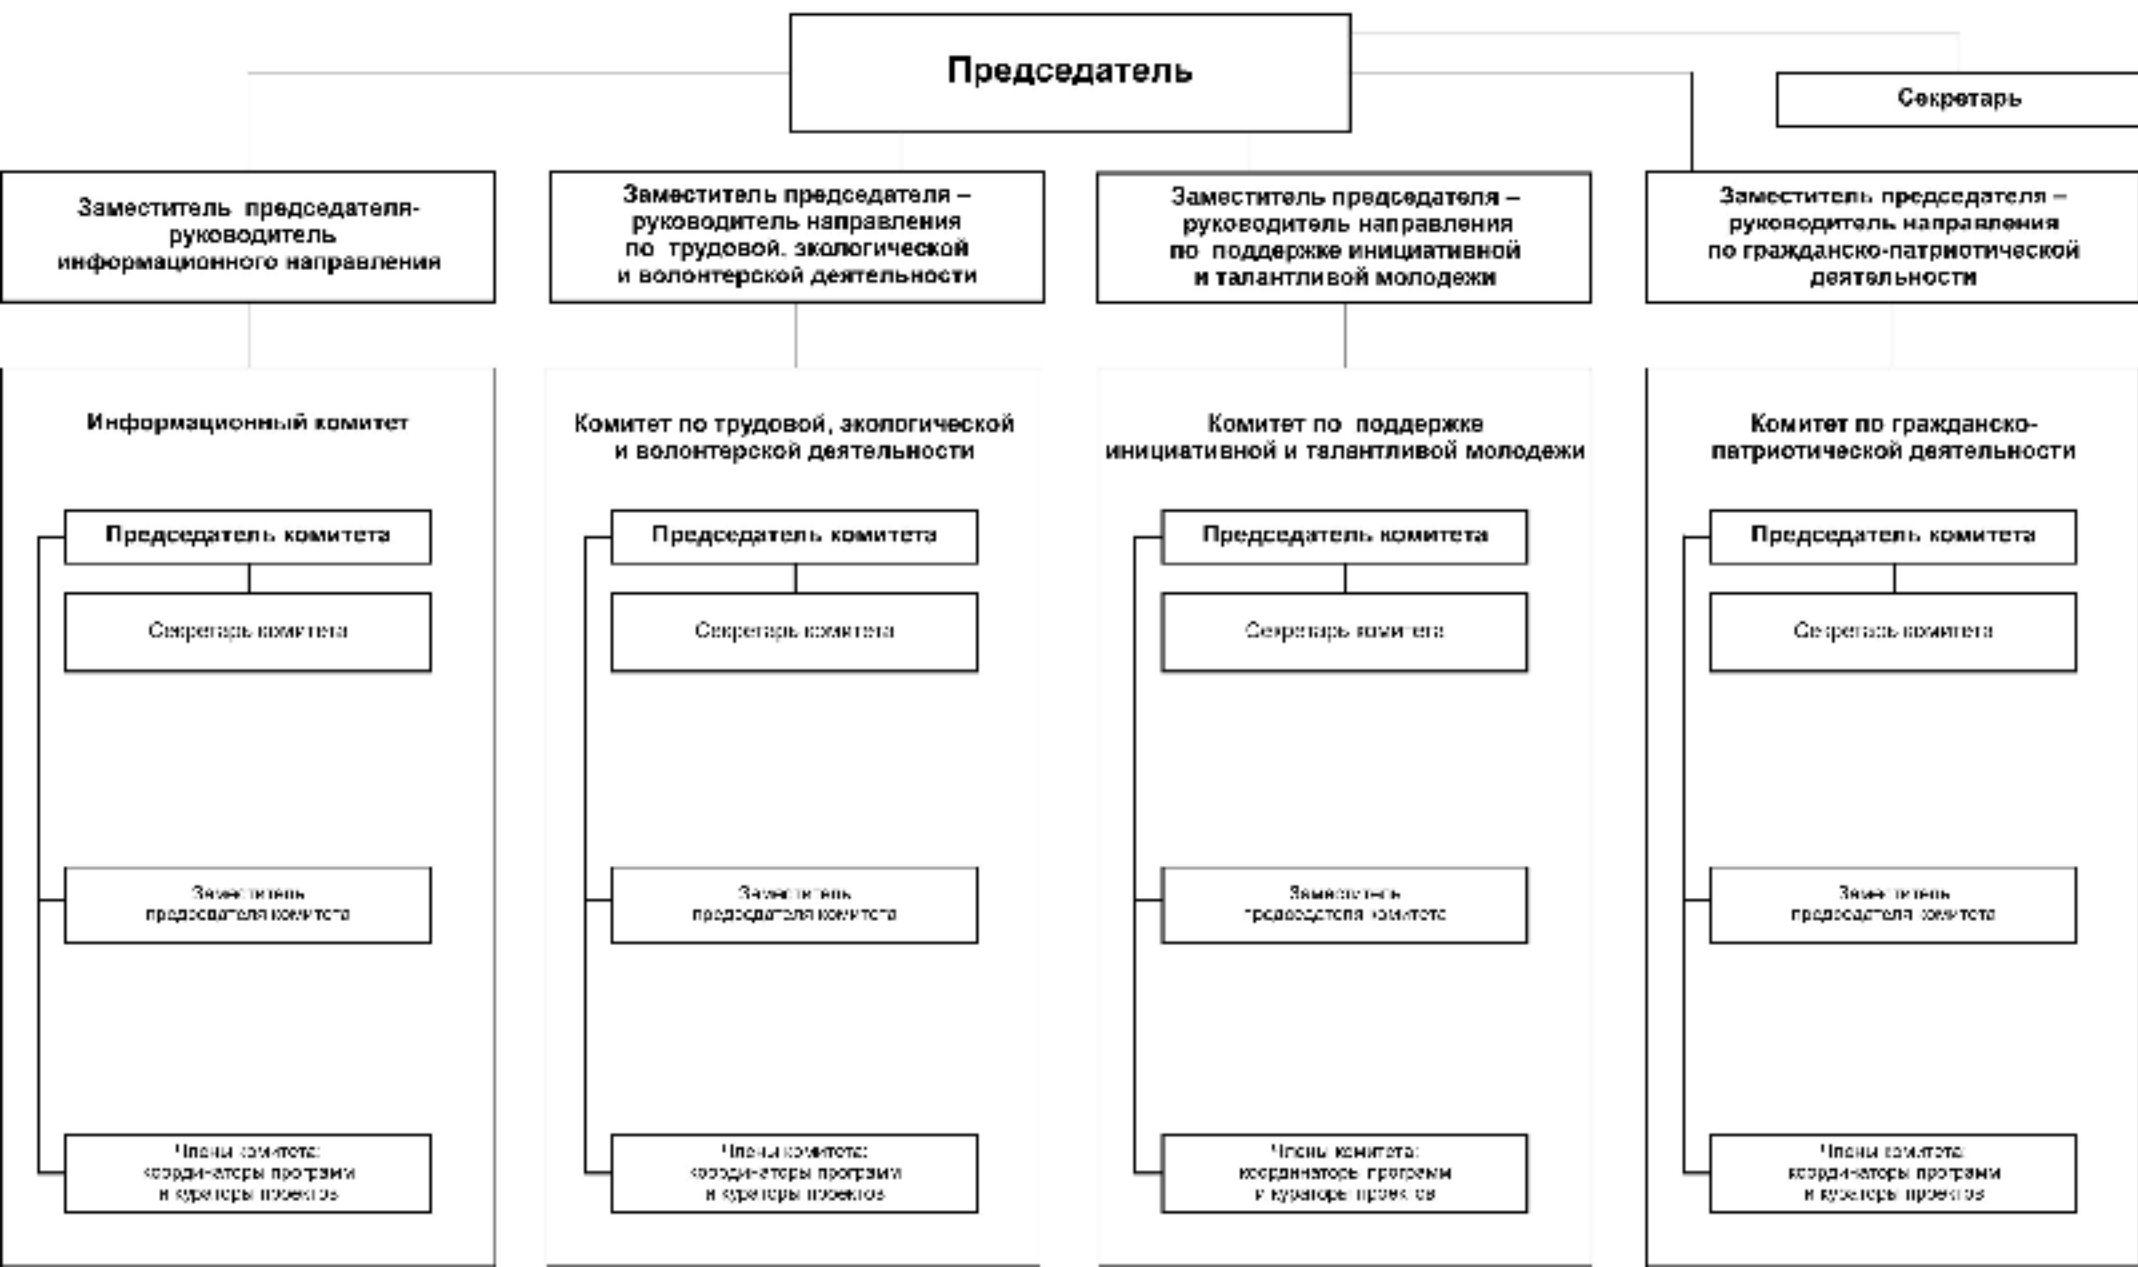 Председатель
Секретарь
Заместитель председателя-
руководитель
информационного направления
Заместитель председателя –
руководитель направления
по трудовой, экологической
и волонтерской деятельности
Заместитель председателя –
руководитель направления
по поддержке инициативной
и талантливой молодежи
Заместитель председателя –
руководитель направления
по гражданско-патриотической
деятельности
Информационный комитет
Комитет по трудовой, экологической
и волонтерской деятельности
Комитет по поддержке
инициативной и талантливой молодежи
Комитет по гражданско-
патриотической деятельности
Председатель комитета
Председатель комитета
Председатель комитета
Председатель комитета
Секретарь комитета
Секретарь комитета
Секретарь комитета
Секретарь комитета
Заместитель
председателя комитета
Заместитель
председателя комитета
Заместитель
председателя комитета
Заместитель
председателя комитета
Члены комитета:
координаторы программ
и кураторы проектов
Члены комитета:
координаторы программ
и кураторы проектов
Члены комитета:
координаторы программ
и кураторы проектов
Члены комитета:
координаторы программ
и кураторы проектов